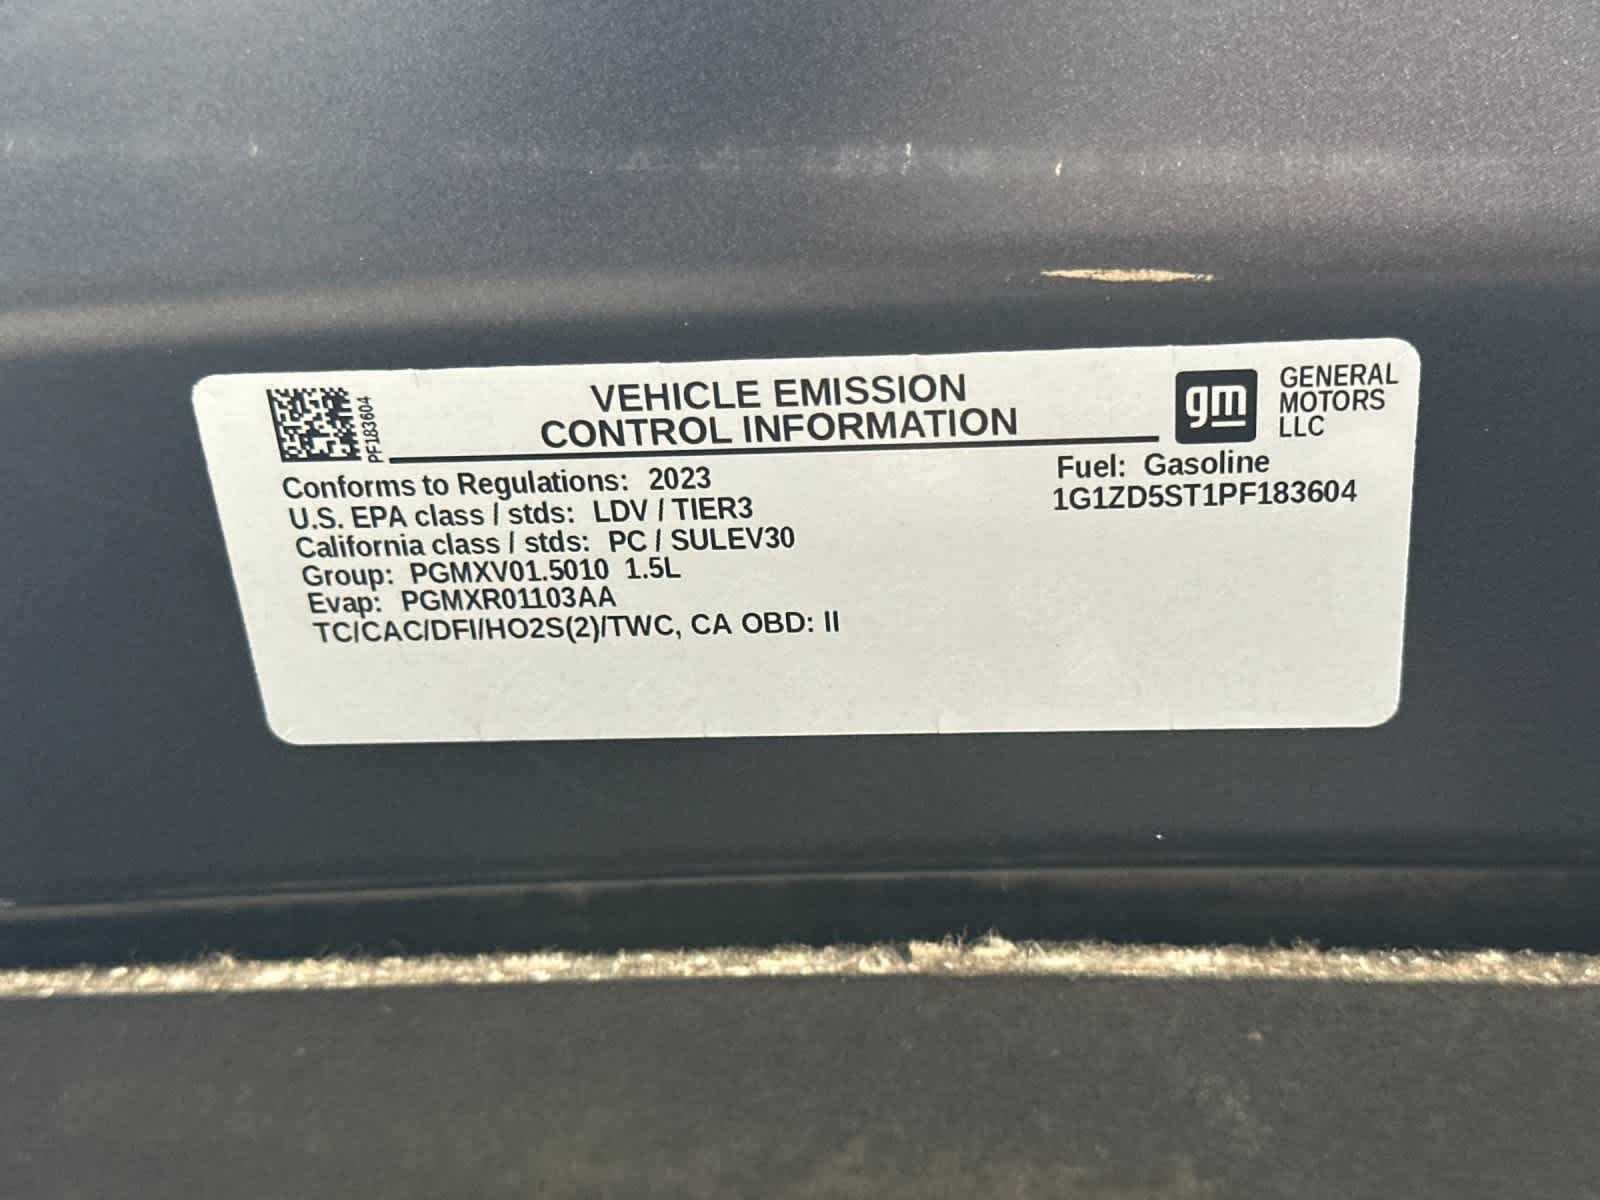 PF183604
VEHICLE EMISSION
CONTROL INFORMATION
gm
GENERAL
MOTORS
LLC
Conforms to Regulations: 2023
U.S. EPA class / stds: LDV / TIER3
California class / stds: PC / SULEV30
Group: PGMXV01.5010 1.5L
Evap: PGMXR01103AA
TC/CAC/DFI/HO2S(2)/TWC, CA OBD: II
Fuel: Gasoline
1G1ZD5ST1PF183604